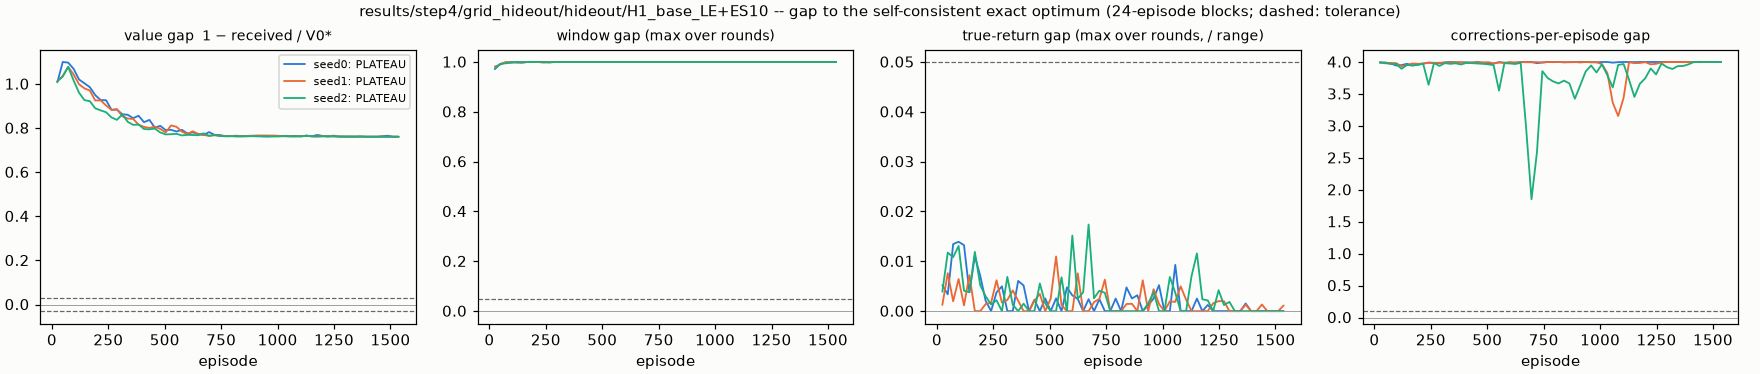 results/step4/grid_hideout/hideout/H1_base_LE+ES10 -- gap to the self-consistent exact optimum (24-episode blocks; dashed: tolerance)
value gap  1 − received / V0*
1.0
0.8
0.6
0.4
0.2
0.0
seed0: PLATEAU
seed1: PLATEAU
seed2: PLATEAU
0 250 500 750 1000 1250 1500
episode
window gap (max over rounds)
1.0
0.8
0.6
0.4
0.2
0.0
0 250 500 750 1000 1250 1500
episode
true-return gap (max over rounds, / range)
0.05
0.04
0.03
0.02
0.01
0.00
0 250 500 750 1000 1250 1500
episode
corrections-per-episode gap
4.0
3.5
3.0
2.5
2.0
1.5
1.0
0.5
0.0
0 250 500 750 1000 1250 1500
episode